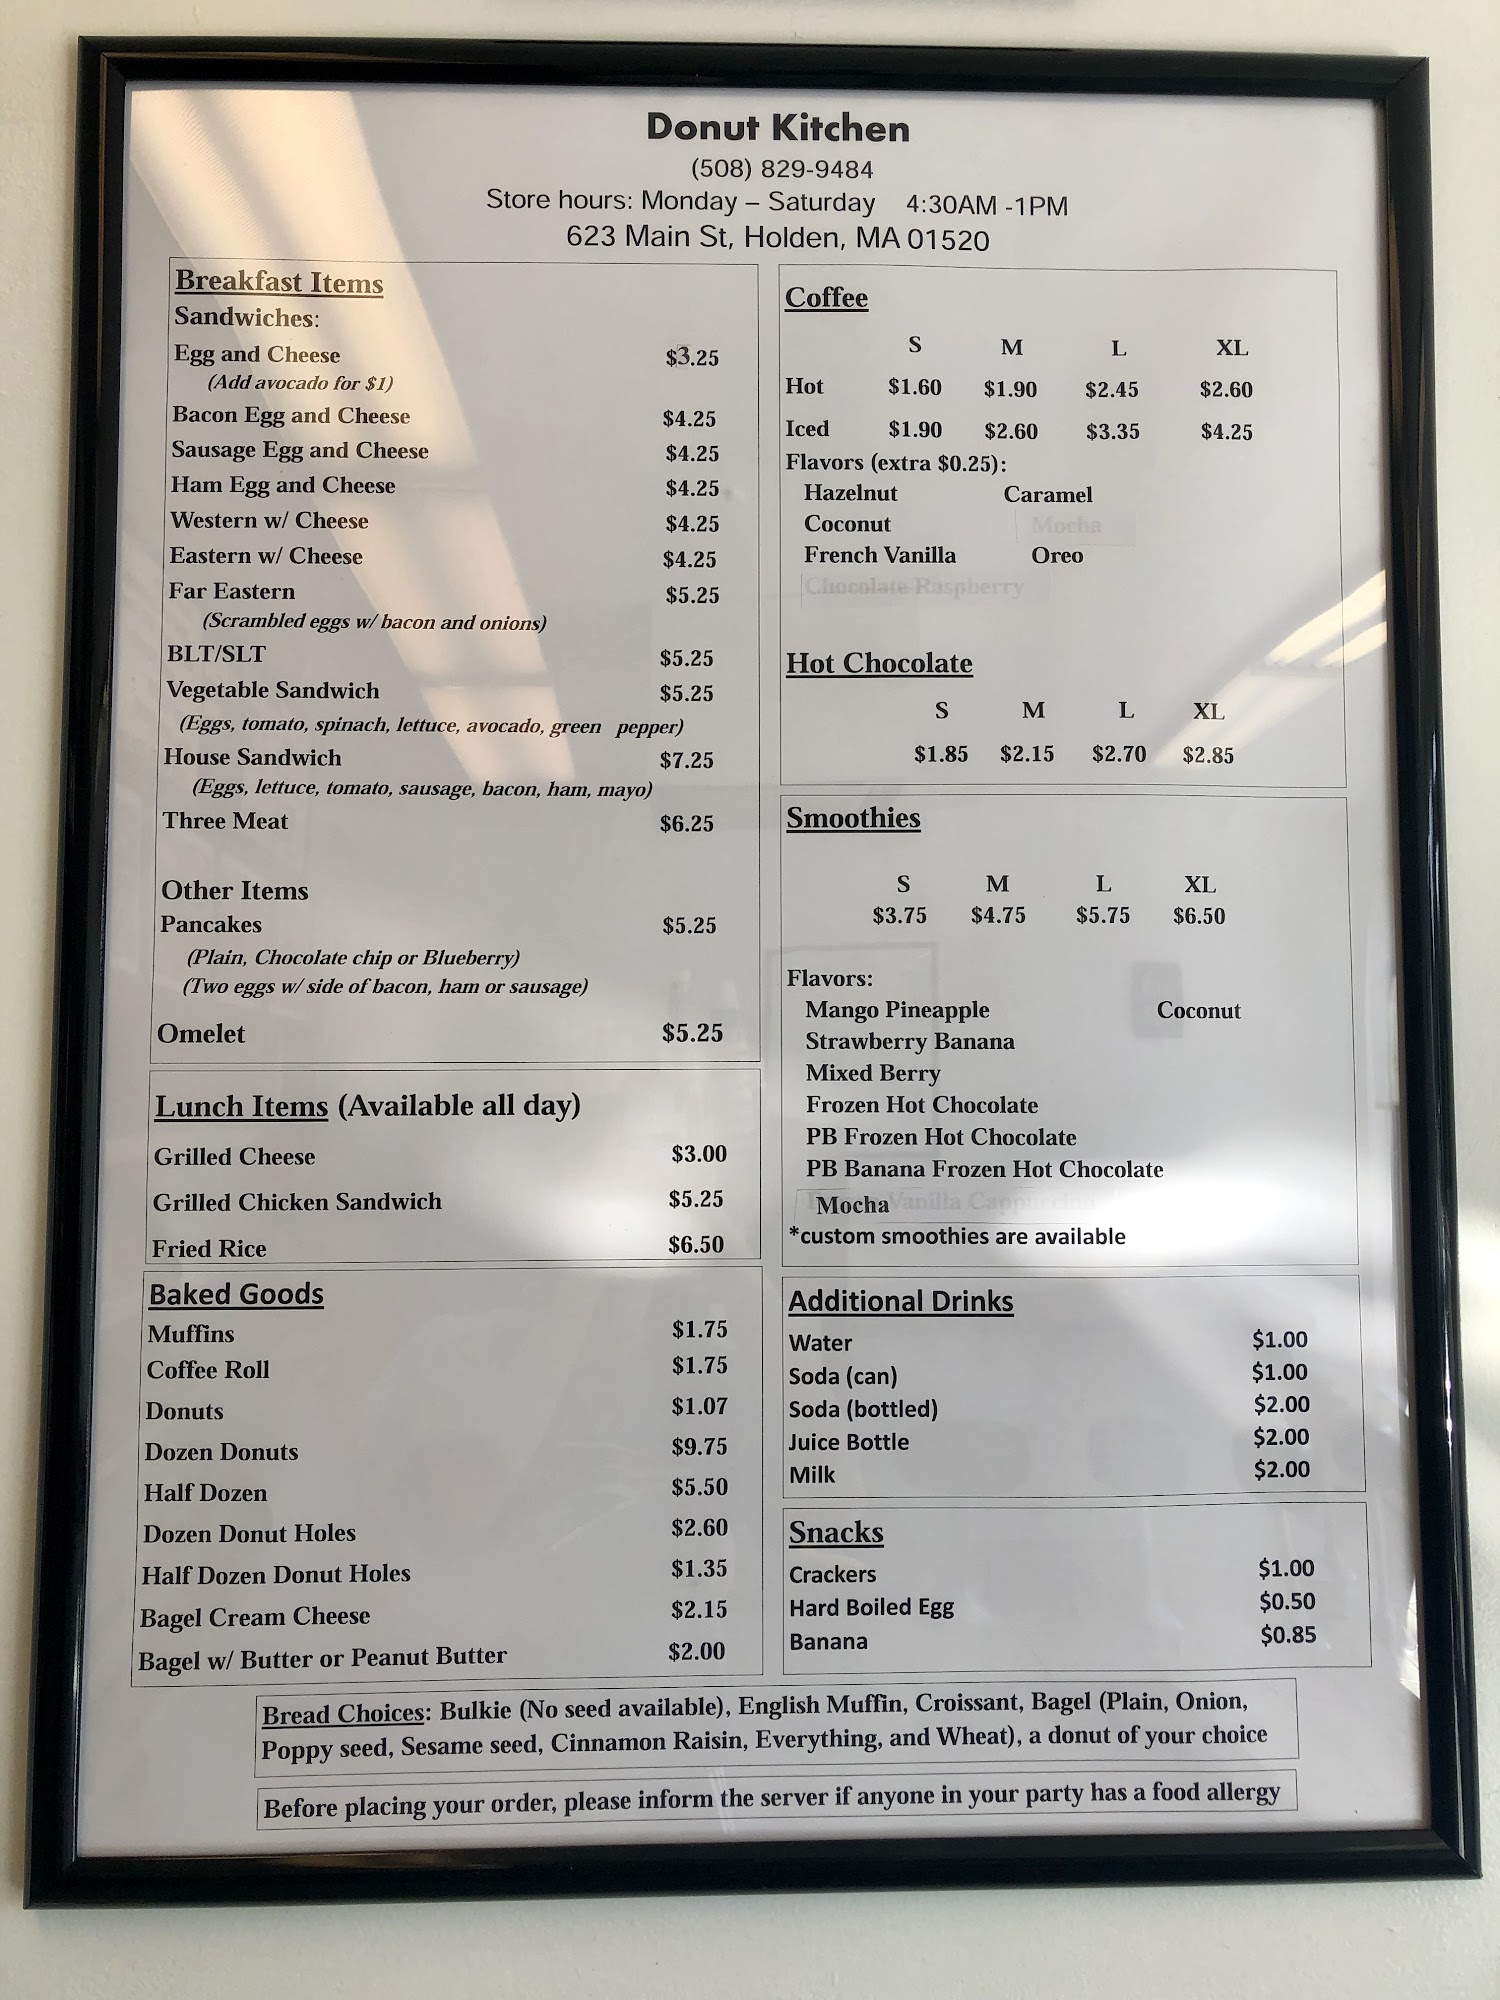 Donut Kitchen
(508) 829-9484
Store hours: Monday – Saturday 4:30AM -1PM
623 Main St, Holden, MA 01520
Breakfast Items
Sandwiches:
Egg and Cheese $3.25
(Add avocado for $1)
Bacon Egg and Cheese $4.25
Sausage Egg and Cheese $4.25
Ham Egg and Cheese $4.25
Western w/ Cheese $4.25
Eastern w/ Cheese $4.25
Far Eastern $5.25
(Scrambled eggs w/ bacon and onions)
BLT/SLT $5.25
Vegetable Sandwich $5.25
(Eggs, tomato, spinach, lettuce, avocado, green pepper)
House Sandwich $7.25
(Eggs, lettuce, tomato, sausage, bacon, ham, mayo)
Three Meat $6.25
Other Items
Pancakes $5.25
(Plain, Chocolate chip or Blueberry)
(Two eggs w/ side of bacon, ham or sausage)
Omelet $5.25
Lunch Items (Available all day)
Grilled Cheese $3.00
Grilled Chicken Sandwich $5.25
Fried Rice $6.50
Baked Goods
Muffins $1.75
Coffee Roll $1.75
Donuts $1.07
Dozen Donuts $9.75
Half Dozen $5.50
Dozen Donut Holes $2.60
Half Dozen Donut Holes $1.35
Bagel Cream Cheese $2.15
Bagel w/ Butter or Peanut Butter $2.00
Coffee
S M L XL
Hot $1.60 $1.90 $2.45 $2.60
Iced $1.90 $2.60 $3.35 $4.25
Flavors (extra $0.25):
Hazelnut Caramel
Coconut Mocha
French Vanilla Oreo
Chocolate Raspberry
Hot Chocolate
S M L XL
$1.85 $2.15 $2.70 $2.85
Smoothies
S M L XL
$3.75 $4.75 $5.75 $6.50
Flavors:
Mango Pineapple Coconut
Strawberry Banana
Mixed Berry
Frozen Hot Chocolate
PB Frozen Hot Chocolate
PB Banana Frozen Hot Chocolate
Mocha Vanilla
*custom smoothies are available
Additional Drinks
Water $1.00
Soda (can) $1.00
Soda (bottled) $2.00
Juice Bottle $2.00
Milk $2.00
Snacks
Crackers $1.00
Hard Boiled Egg $0.50
Banana $0.85
Bread Choices: Bulkie (No seed available), English Muffin, Croissant, Bagel (Plain, Onion,
Poppy seed, Sesame seed, Cinnamon Raisin, Everything, and Wheat), a donut of your choice
Before placing your order, please inform the server if anyone in your party has a food allergy